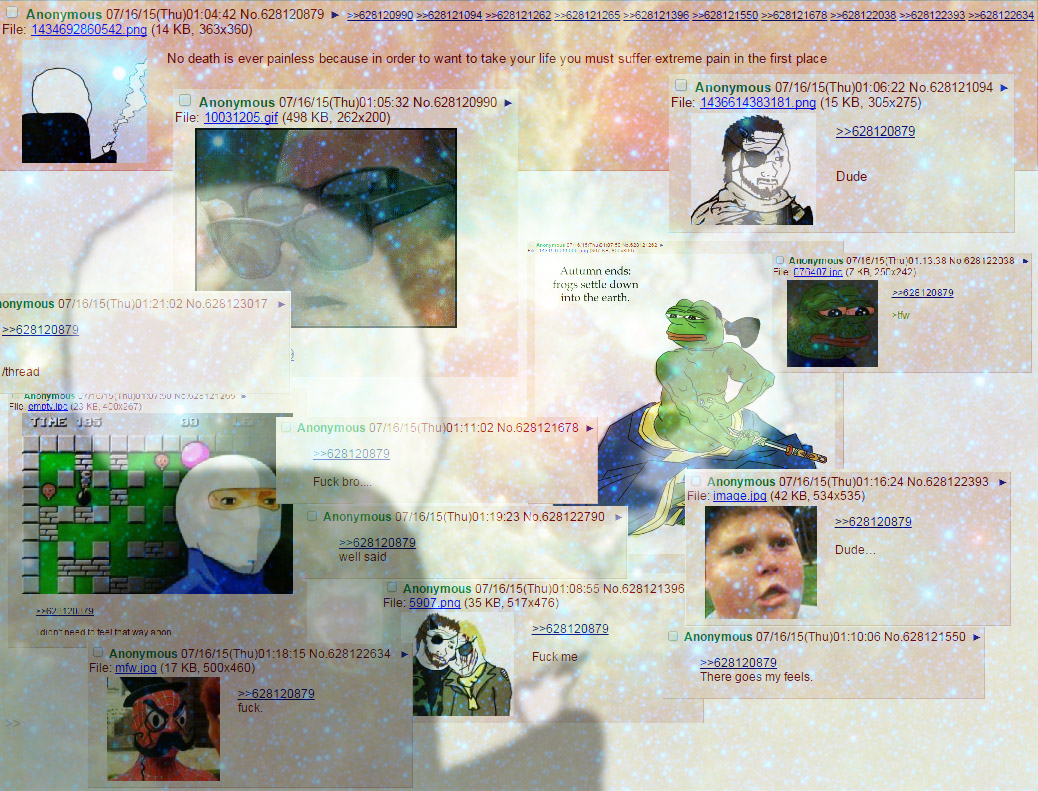 Anonymous 07/16/15(Thu)01:04:42 No.628120879 ► >>628120990 >>628121094 >>628121262 >>628121265 >>628121396 >>628121550 >>628121678 >>628122038 >>628122393 >>628122634
File: 1434692860542.png (14 KB, 363x360)
No death is ever painless because in order to want to take your life you must suffer extreme pain in the first place
Anonymous 07/16/15(Thu)01:05:32 No.628120990 ►
File: 10031205.gif (498 KB, 262x200)
Anonymous 07/16/15(Thu)01:06:22 No.628121094 ►
File: 1436614383181.png (15 KB, 305x275)
>>628120879
Dude
Anonymous 07/16/15(Thu)01:07:50 No.628121262 ►
Autumn ends:
frogs settle down
into the earth.
Anonymous 07/16/15(Thu)01:13:38 No.628122038 ►
File: 076407.jpg (7 KB, 250x242)
>>628120879
>tfw
Anonymous 07/16/15(Thu)01:21:02 No.628123017 ►
>>628120879
/thread
Anonymous 07/16/15(Thu)01:07:50 No.628121265 ►
File: empty.jpg (23 KB, 400x267)
TIME 185
>>628120879
I didn't need to feel that way anon
Anonymous 07/16/15(Thu)01:11:02 No.628121678 ►
>>628120879
Fuck bro....
Anonymous 07/16/15(Thu)01:16:24 No.628122393 ►
File: image.jpg (42 KB, 534x535)
>>628120879
Dude...
Anonymous 07/16/15(Thu)01:19:23 No.628122790 ►
>>628120879
well said
Anonymous 07/16/15(Thu)01:08:55 No.628121396
File: 5907.png (35 KB, 517x476)
>>628120879
Fuck me
Anonymous 07/16/15(Thu)01:10:06 No.628121550 ►
>>628120879
There goes my feels.
Anonymous 07/16/15(Thu)01:18:15 No.628122634 ►
File: mfw.jpg (17 KB, 500x460)
>>628120879
fuck.
>>